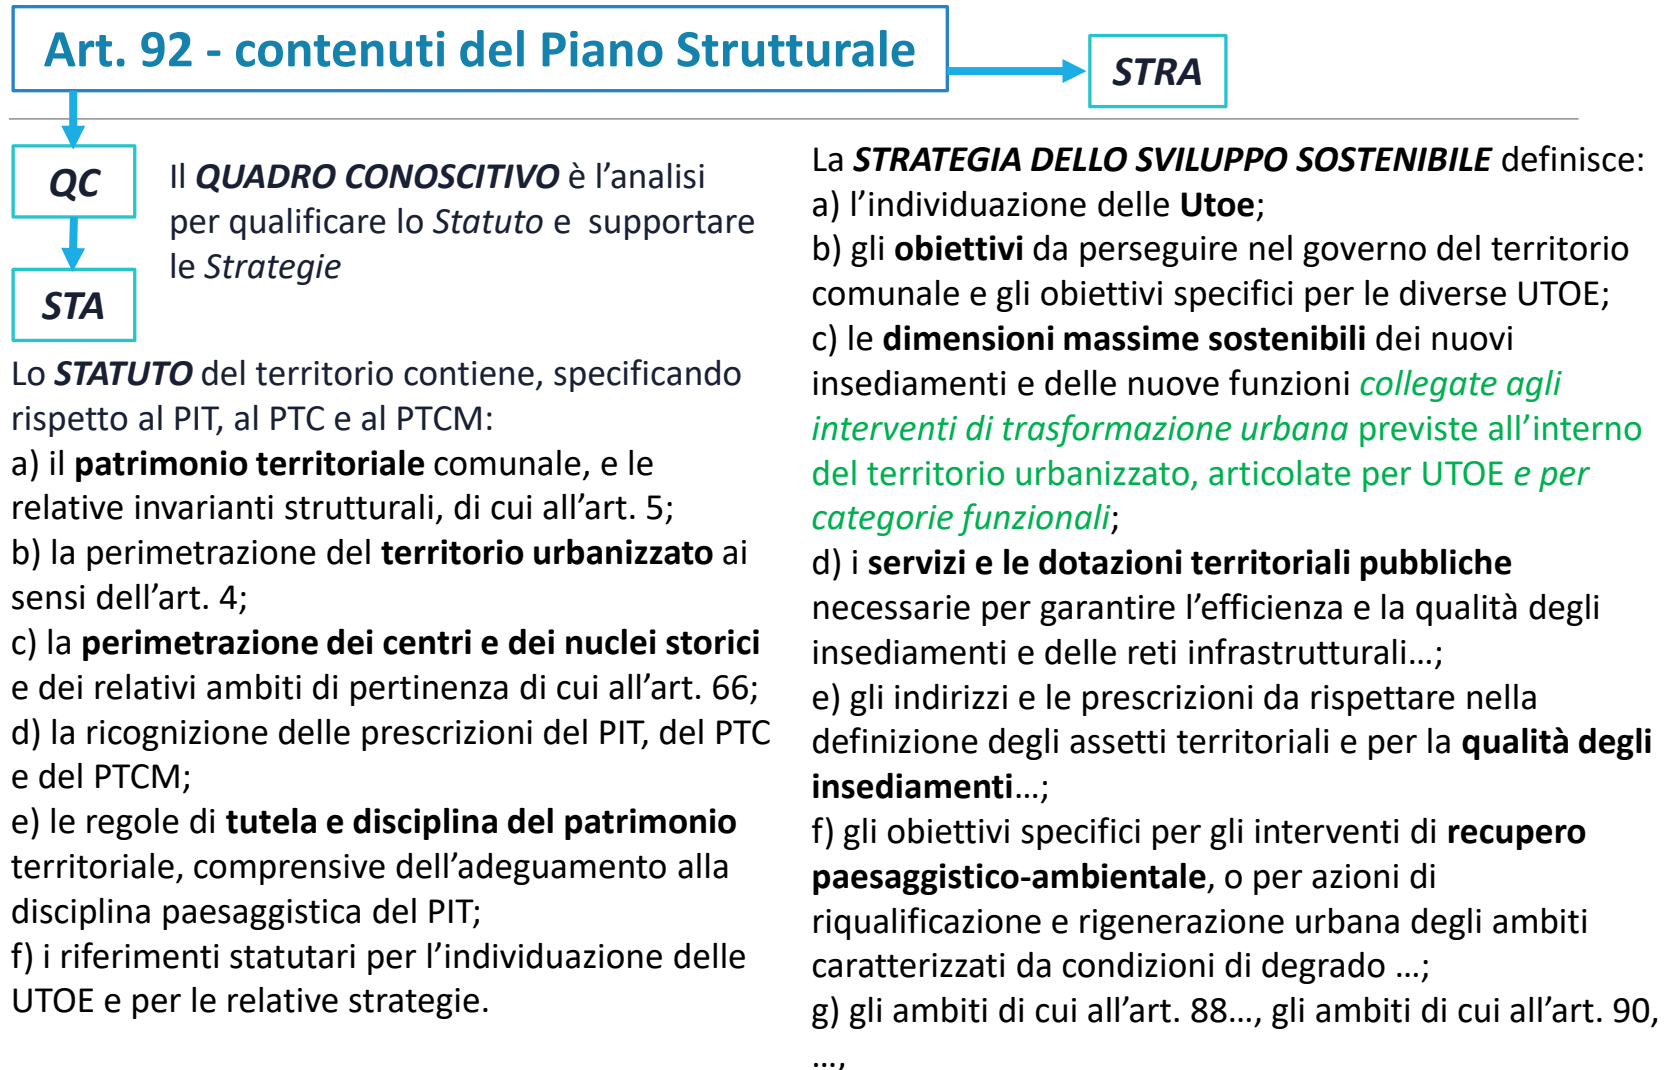 Art. 92 - contenuti del Piano Strutturale
STRA
QC
Il QUADRO CONOSCITIVO è l’analisi
per qualificare lo Statuto e  supportare
le Strategie
STA
Lo STATUTO del territorio contiene, specificando
rispetto al PIT, al PTC e al PTCM:
a) il patrimonio territoriale comunale, e le
relative invarianti strutturali, di cui all’art. 5;
b) la perimetrazione del territorio urbanizzato ai
sensi dell’art. 4;
c) la perimetrazione dei centri e dei nuclei storici
e dei relativi ambiti di pertinenza di cui all’art. 66;
d) la ricognizione delle prescrizioni del PIT, del PTC
e del PTCM;
e) le regole di tutela e disciplina del patrimonio
territoriale, comprensive dell’adeguamento alla
disciplina paesaggistica del PIT;
f) i riferimenti statutari per l’individuazione delle
UTOE e per le relative strategie.
La STRATEGIA DELLO SVILUPPO SOSTENIBILE definisce:
a) l’individuazione delle Utoe;
b) gli obiettivi da perseguire nel governo del territorio
comunale e gli obiettivi specifici per le diverse UTOE;
c) le dimensioni massime sostenibili dei nuovi
insediamenti e delle nuove funzioni collegate agli
interventi di trasformazione urbana previste all’interno
del territorio urbanizzato, articolate per UTOE e per
categorie funzionali;
d) i servizi e le dotazioni territoriali pubbliche
necessarie per garantire l’efficienza e la qualità degli
insediamenti e delle reti infrastrutturali…;
e) gli indirizzi e le prescrizioni da rispettare nella
definizione degli assetti territoriali e per la qualità degli
insediamenti…;
f) gli obiettivi specifici per gli interventi di recupero
paesaggistico-ambientale, o per azioni di
riqualificazione e rigenerazione urbana degli ambiti
caratterizzati da condizioni di degrado …;
g) gli ambiti di cui all’art. 88…, gli ambiti di cui all’art. 90,
…,